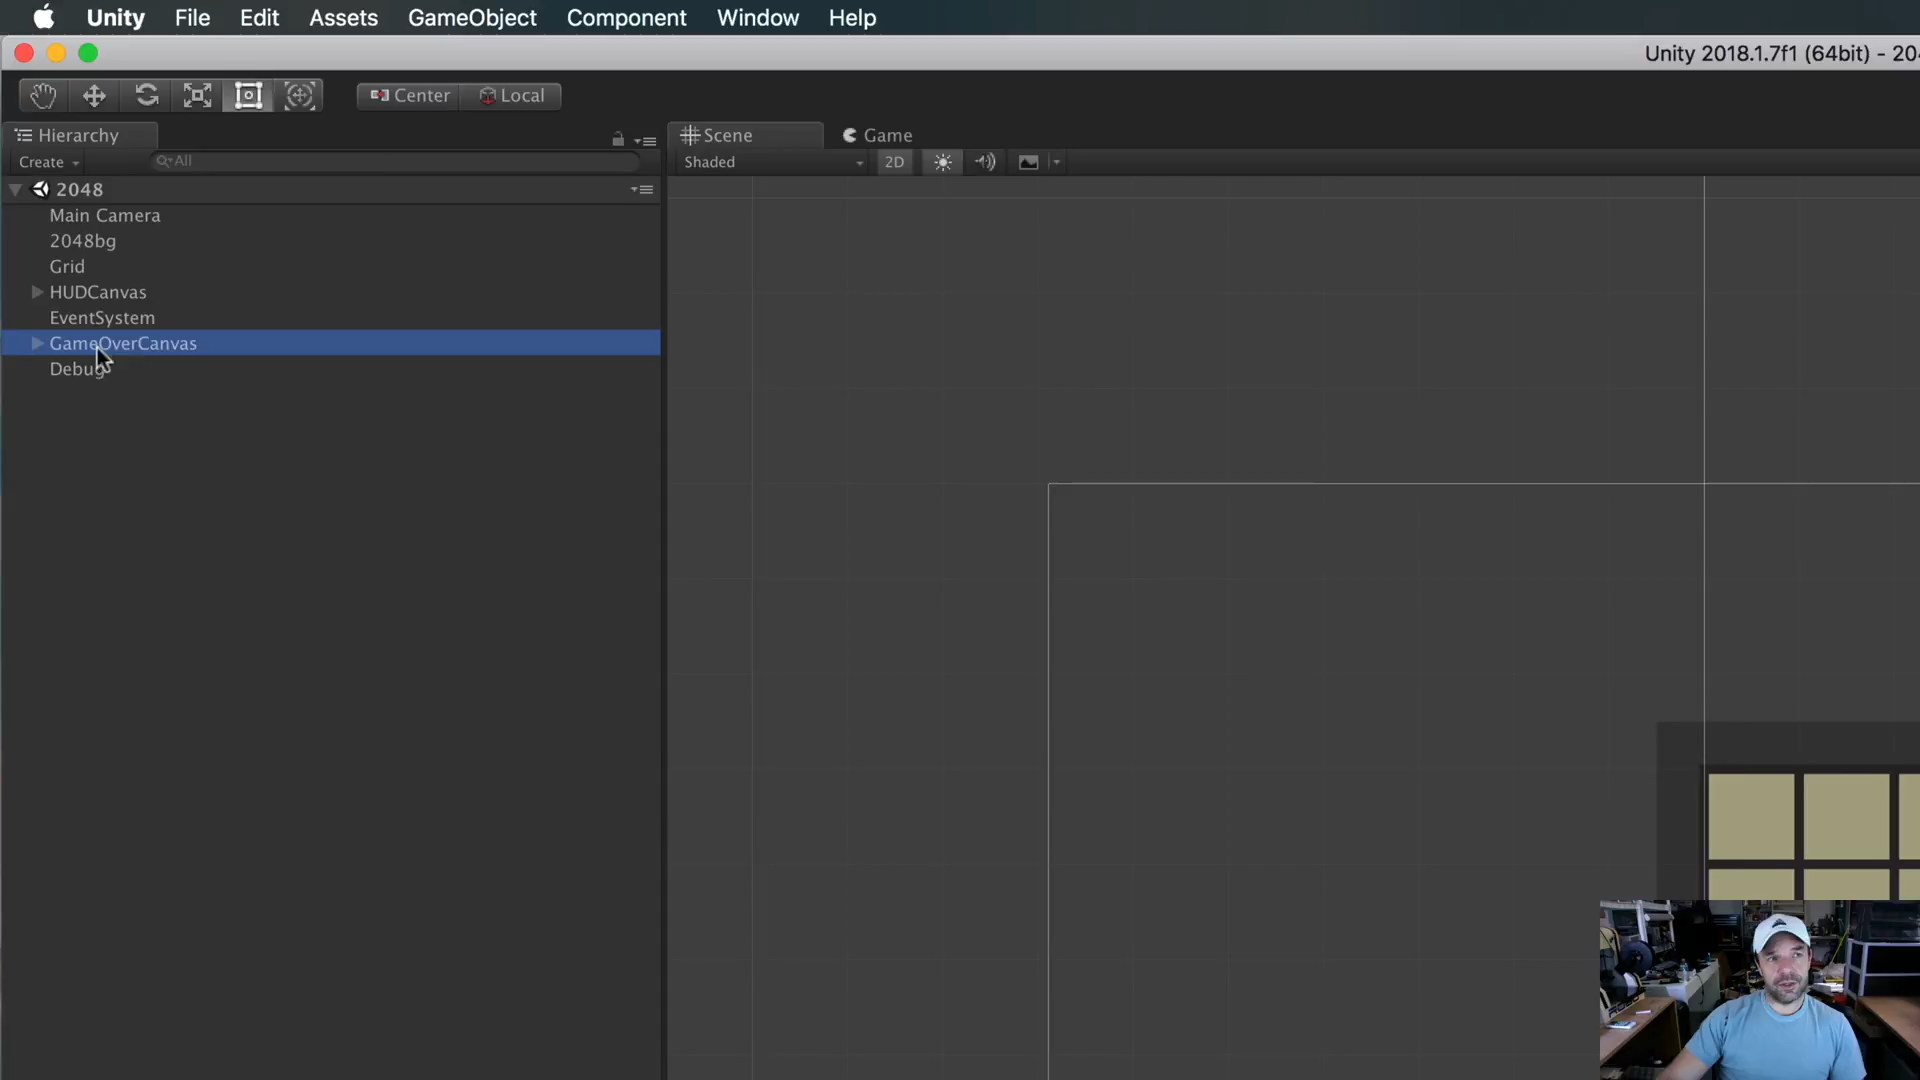 Unity File Edit Assets GameObject Component Window Help
Unity 2018.1.7f1 (64bit) - 204
Center Local
Hierarchy
Scene Game
Create All
Shaded 2D
2048
Main Camera
2048bg
Grid
HUDCanvas
EventSystem
GameOverCanvas
Debug